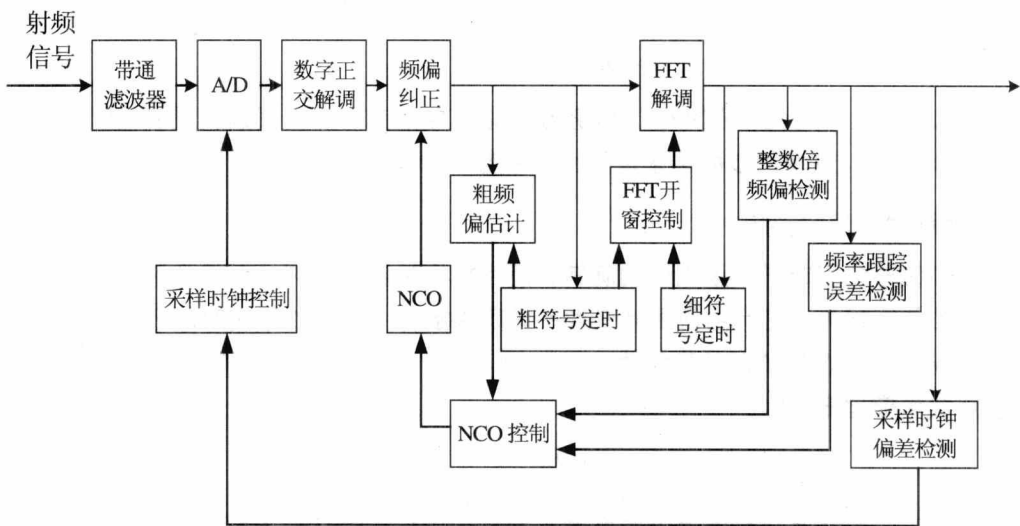 射频
信号
带通
滤波器
A/D
数字正
交解调
频偏
纠正
FFT
解调
整数倍
频偏检测
粗频
偏估计
FFT开
窗控制
频率跟踪
误差检测
采样时钟控制
NCO
粗符号定时
细符
号定时
NCO 控制
采样时钟
偏差检测